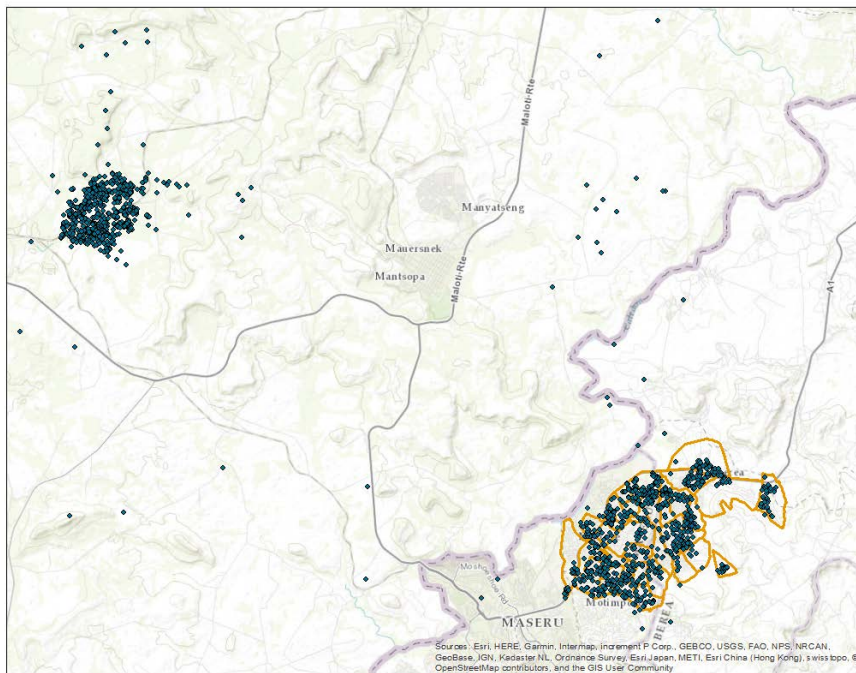 Maloti-Rte
Manyatseng
Mauersnek
Mantsopa
Maloti-Rte
A1
MASERU
BEREA
Sources: Esri, HERE, Garmin, Intermap, increment P Corp., GEBCO, USGS, FAO, NPS, NRCAN,
GeoBase, IGN, Kadaster NL, Ordnance Survey, Esri Japan, METI, Esri China (Hong Kong), swisstopo, ©
OpenStreetMap contributors, and the GIS User Community